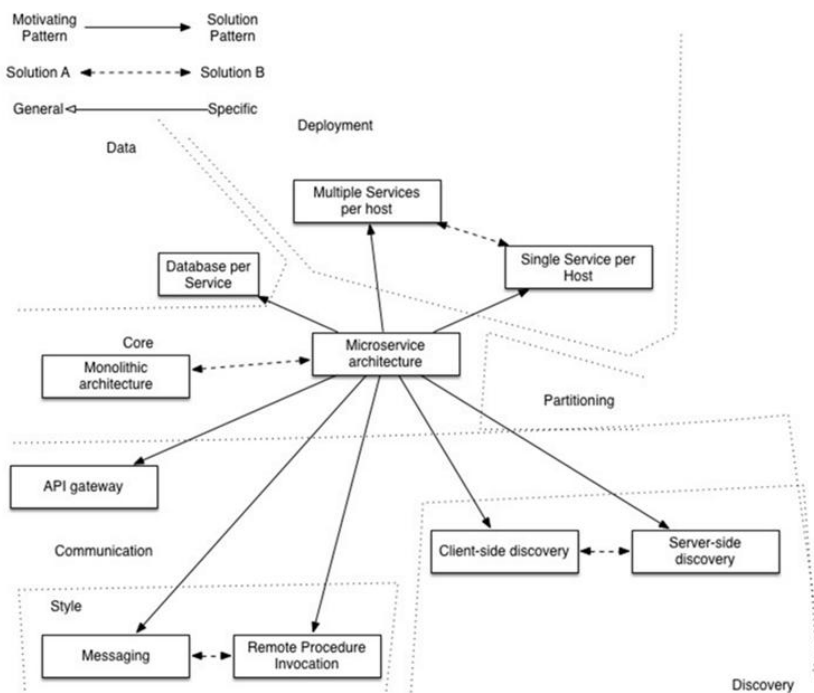 Motivating Pattern
Solution Pattern
Solution A
Solution B
General
Specific
Deployment
Data
Multiple Services
per host
Database per
Service
Single Service per
Host
Core
Microservice
architecture
Monolithic
architecture
Partitioning
API gateway
Communication
Client-side discovery
Server-side
discovery
Style
Messaging
Remote Procedure
Invocation
Discovery